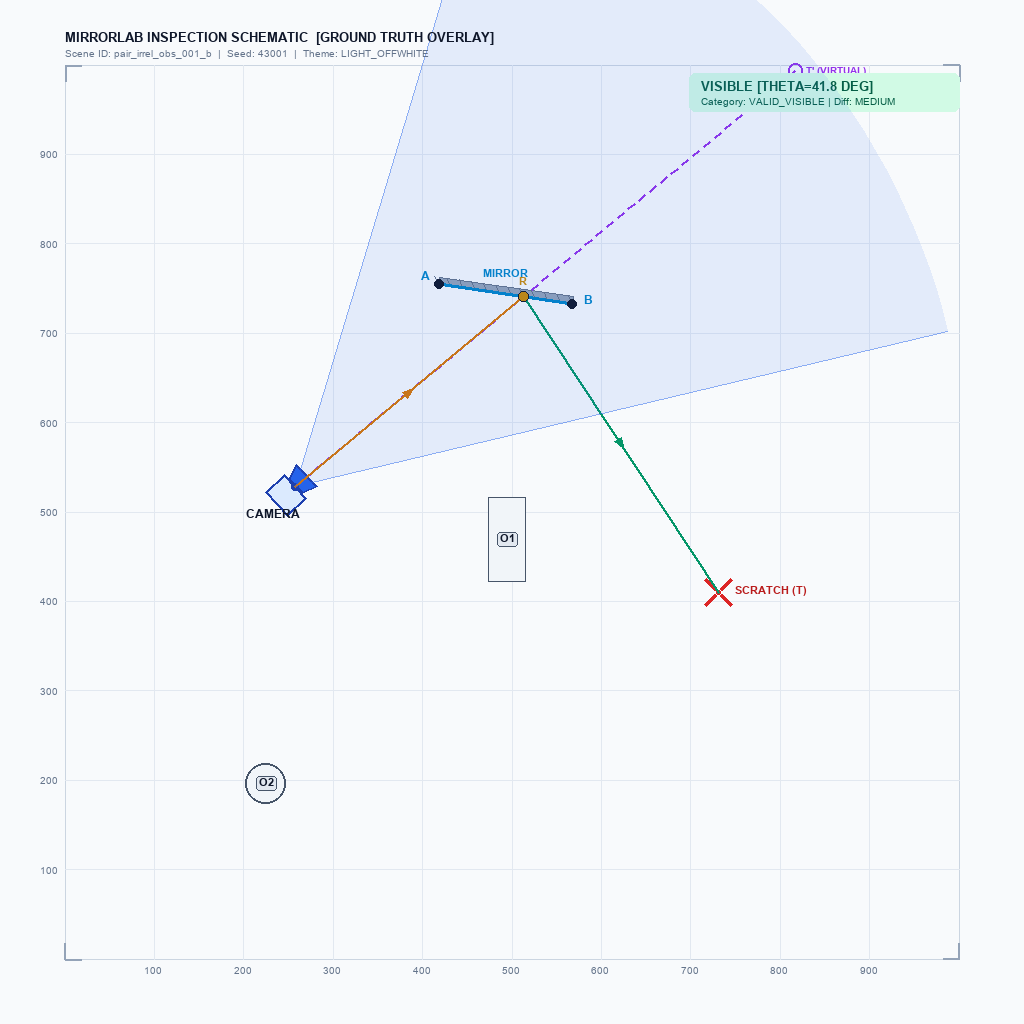 MIRRORLAB INSPECTION SCHEMATIC [GROUND TRUTH OVERLAY]
Scene ID: pair_irrel_obs_001_b | Seed: 43001 | Theme: LIGHT_OFFWHITE
T' (VIRTUAL)
VISIBLE [THETA=41.8 DEG]
Category: VALID_VISIBLE | Diff: MEDIUM
900
800
A
MIRROR
R
B
700
600
500
CAMERA
O1
400
SCRATCH (T)
300
200
O2
100
100 200 300 400 500 600 700 800 900